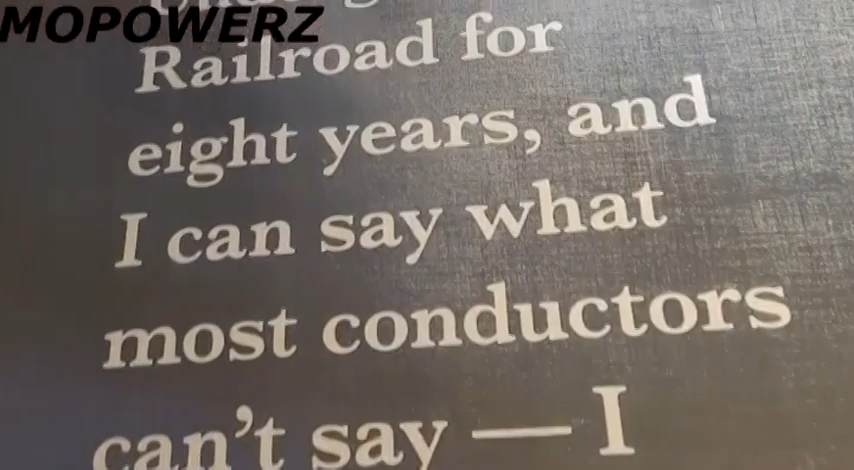 MOPOWERZ
Railroad for
eight years, and
I can say what
most conductors
can't say — I